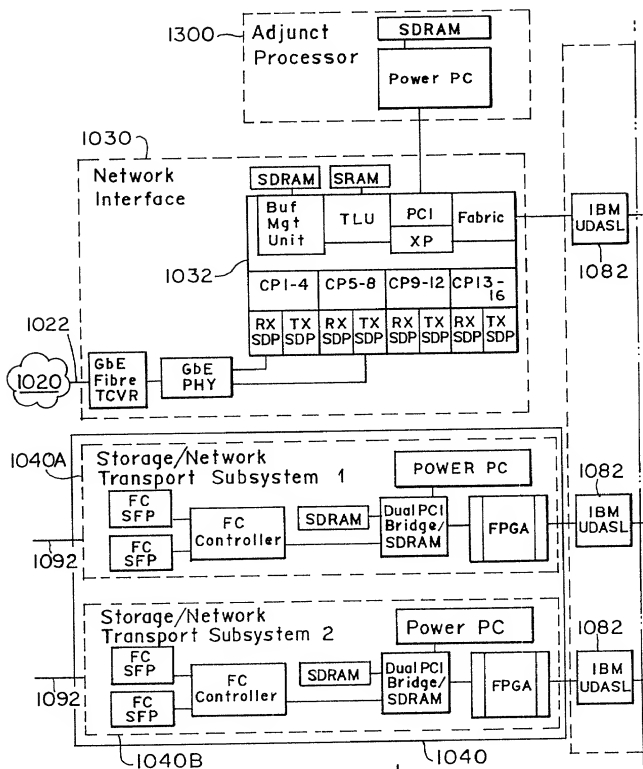 1300
Adjunct
Processor
SDRAM
Power PC
1030
Network
Interface
SDRAM
SRAM
Buf
Mgt
Unit
TLU
PCI
XP
Fabric
IBM
UDASL
1082
1032
CP1-4
CP5-8
CP9-12
CP13-
16
RX
SDP
TX
SDP
RX
SDP
TX
SDP
RX
SDP
TX
SDP
RX
SDP
TX
SDP
1022
1020
GbE
Fibre
TCVR
GbE
PHY
1040A
Storage/Network
Transport Subsystem 1
POWER PC
1082
FC
SFP
FC
SFP
FC
Controller
SDRAM
Dual PCI
Bridge/
SDRAM
FPGA
IBM
UDASL
1092
Storage/Network
Transport Subsystem 2
Power PC
1082
FC
SFP
FC
SFP
FC
Controller
SDRAM
Dual PCI
Bridge/
SDRAM
FPGA
IBM
UDASL
1092
1040B
1040